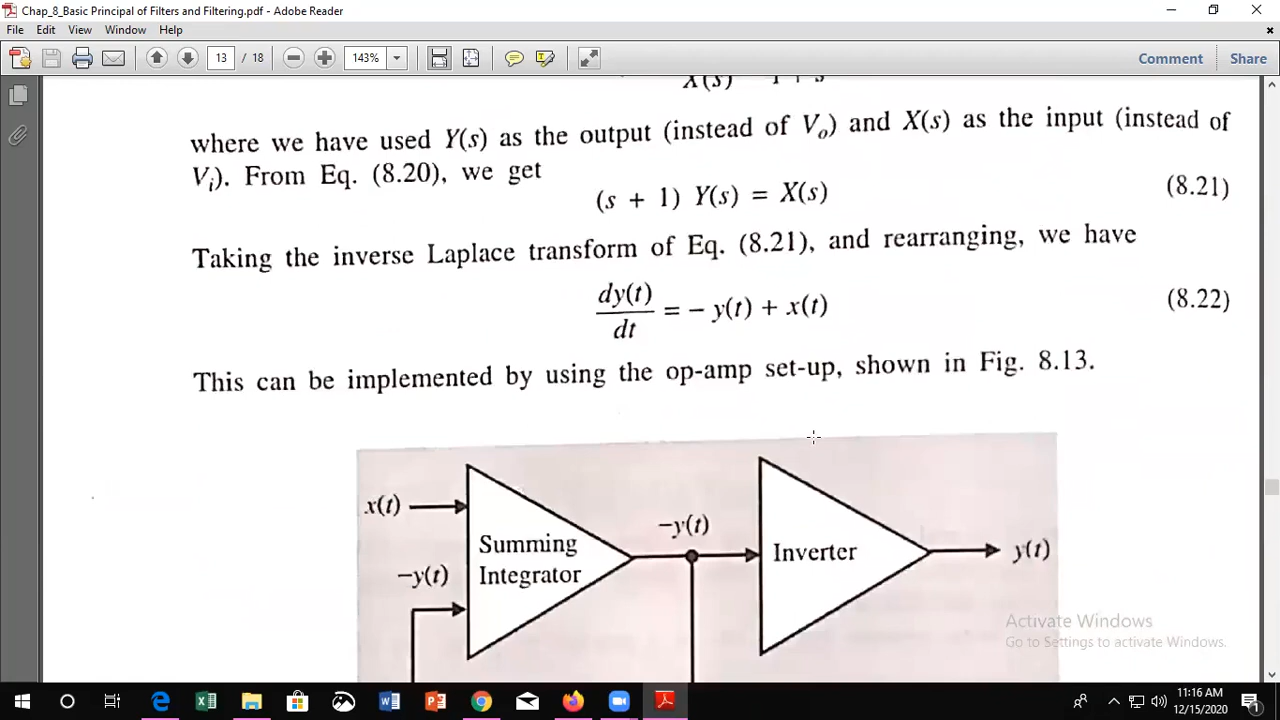 Chap_8_Basic Principal of Filters and Filtering.pdf - Adobe Reader
File Edit View Window Help
13 / 18 143% Comment Share
X(s) 1 + s
where we have used Y(s) as the output (instead of Vₒ) and X(s) as the input (instead of
Vᵢ). From Eq. (8.20), we get
(s + 1) Y(s) = X(s) (8.21)
Taking the inverse Laplace transform of Eq. (8.21), and rearranging, we have
dy(t)
= − y(t) + x(t) (8.22)
dt
This can be implemented by using the op-amp set-up, shown in Fig. 8.13.
x(t)
−y(t)
Summing
Integrator
−y(t)
Inverter
y(t)
Activate Windows
Go to Settings to activate Windows.
11:16 AM
12/15/2020
1